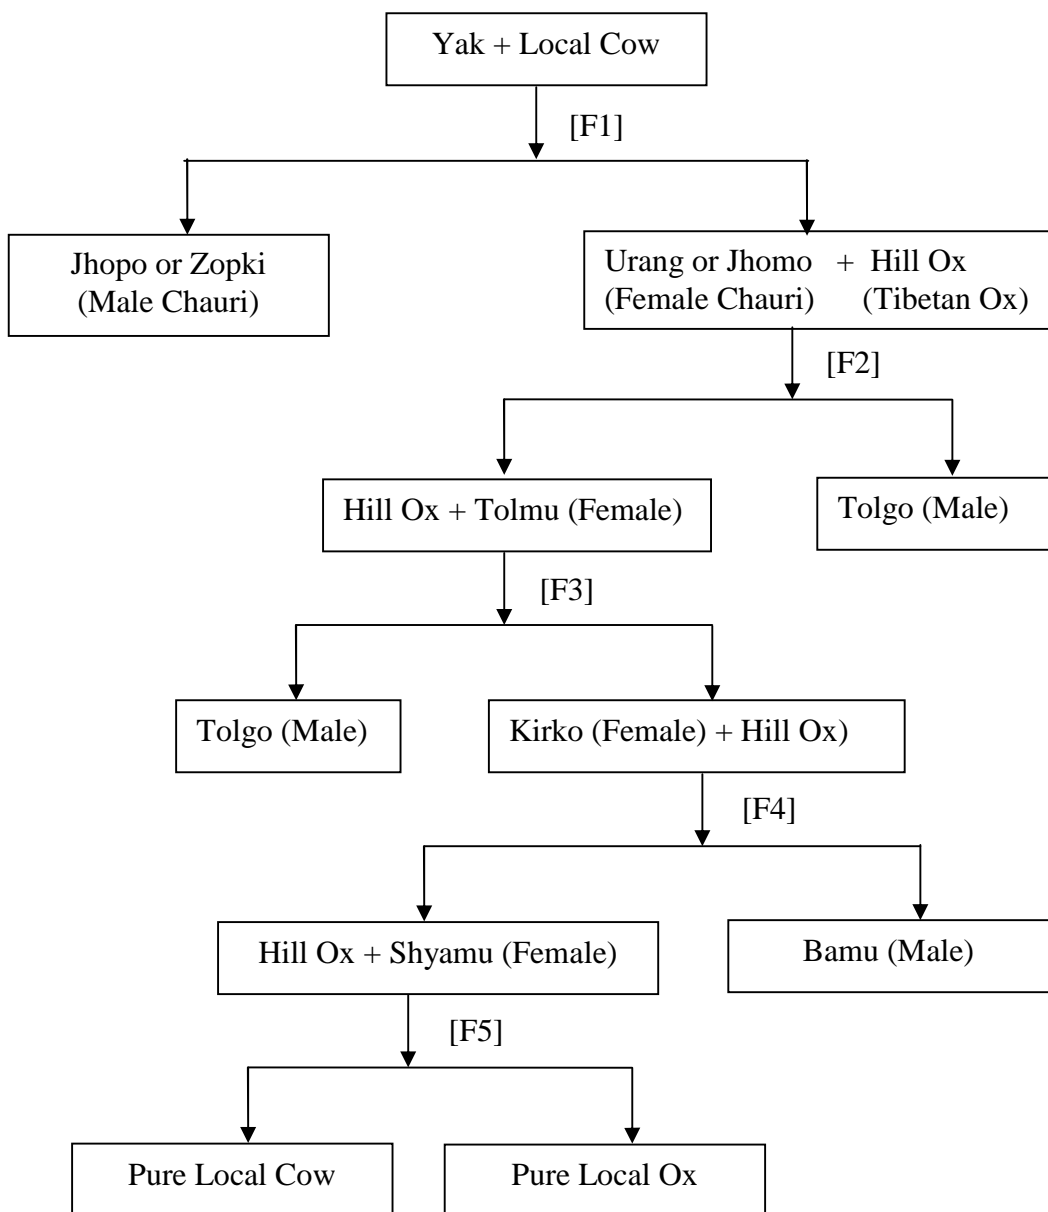 Yak + Local Cow
[F1]
Jhopo or Zopki
(Male Chauri)
Urang or Jhomo + Hill Ox
(Female Chauri) (Tibetan Ox)
[F2]
Hill Ox + Tolmu (Female)
Tolgo (Male)
[F3]
Tolgo (Male)
Kirko (Female) + Hill Ox)
[F4]
Hill Ox + Shyamu (Female)
Bamu (Male)
[F5]
Pure Local Cow
Pure Local Ox